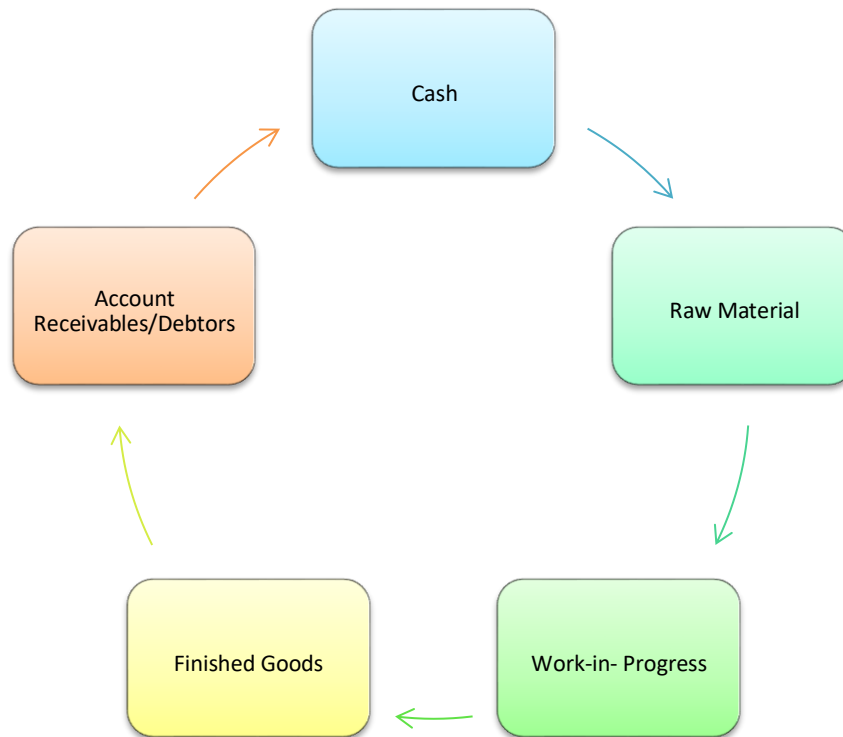 Cash
Raw Material
Work-in- Progress
Finished Goods
Account
Receivables/Debtors